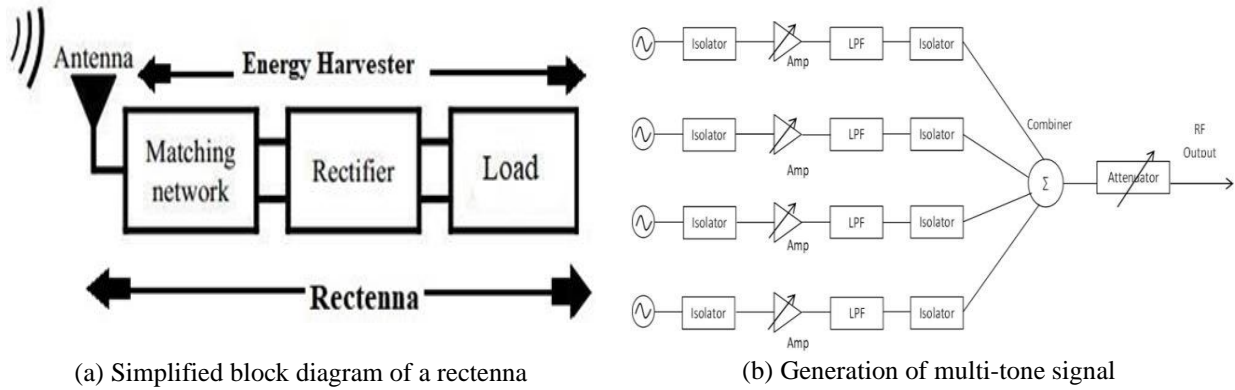 Antenna
Energy Harvester
Matching
network
Rectifier
Load
Rectenna
(a) Simplified block diagram of a rectenna
Isolator
Amp
LPF
Isolator
Isolator
Amp
LPF
Isolator
Isolator
Amp
LPF
Isolator
Isolator
Amp
LPF
Isolator
Combiner
Σ
Attenuator
RF
Output
(b) Generation of multi-tone signal